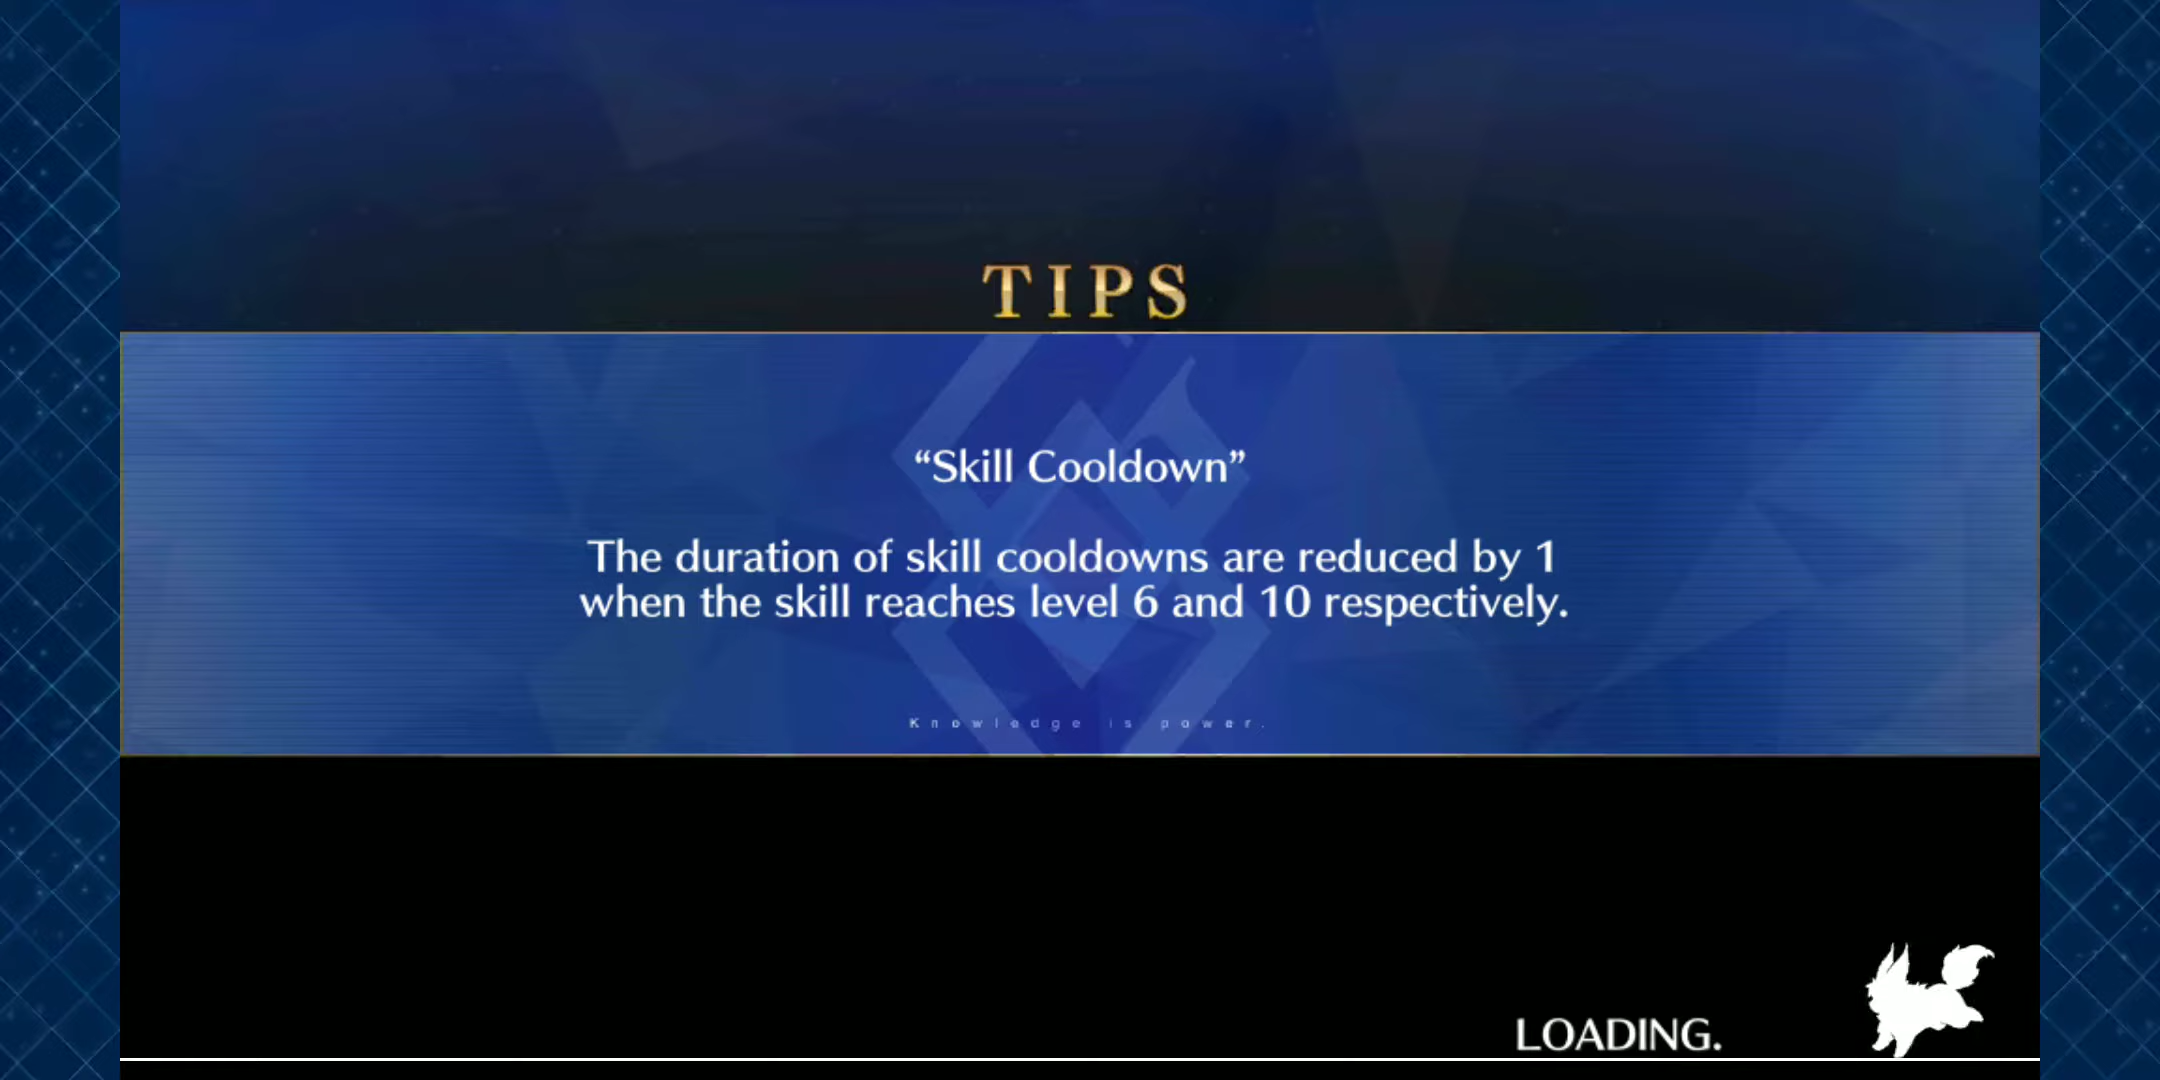 TIPS
“Skill Cooldown”
The duration of skill cooldowns are reduced by 1
when the skill reaches level 6 and 10 respectively.
Knowledge is power.
LOADING.